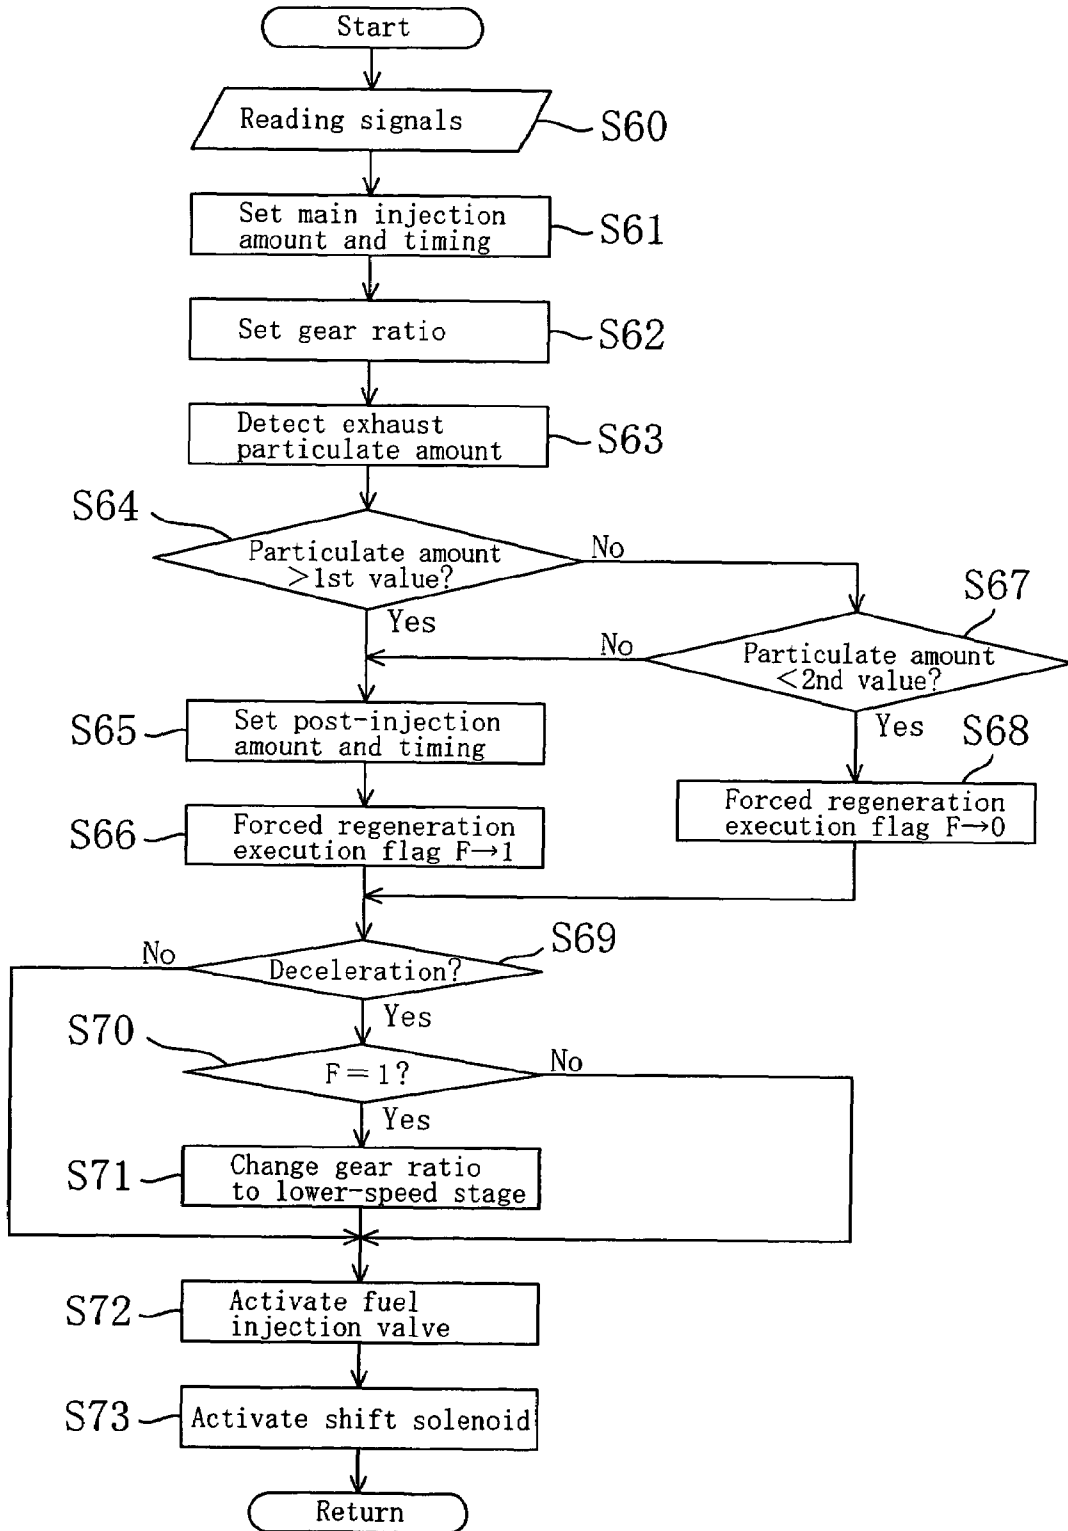 Start
Reading signals
S60
Set main injection
amount and timing
S61
Set gear ratio
S62
Detect exhaust
particulate amount
S63
S64
Particulate amount
>1st value?
No
Yes
S67
Particulate amount
<2nd value?
No
Yes
S65
Set post-injection
amount and timing
S68
Forced regeneration
execution flag F→0
S66
Forced regeneration
execution flag F→1
S69
Deceleration?
No
Yes
S70
F=1?
No
Yes
S71
Change gear ratio
to lower-speed stage
S72
Activate fuel
injection valve
S73
Activate shift solenoid
Return